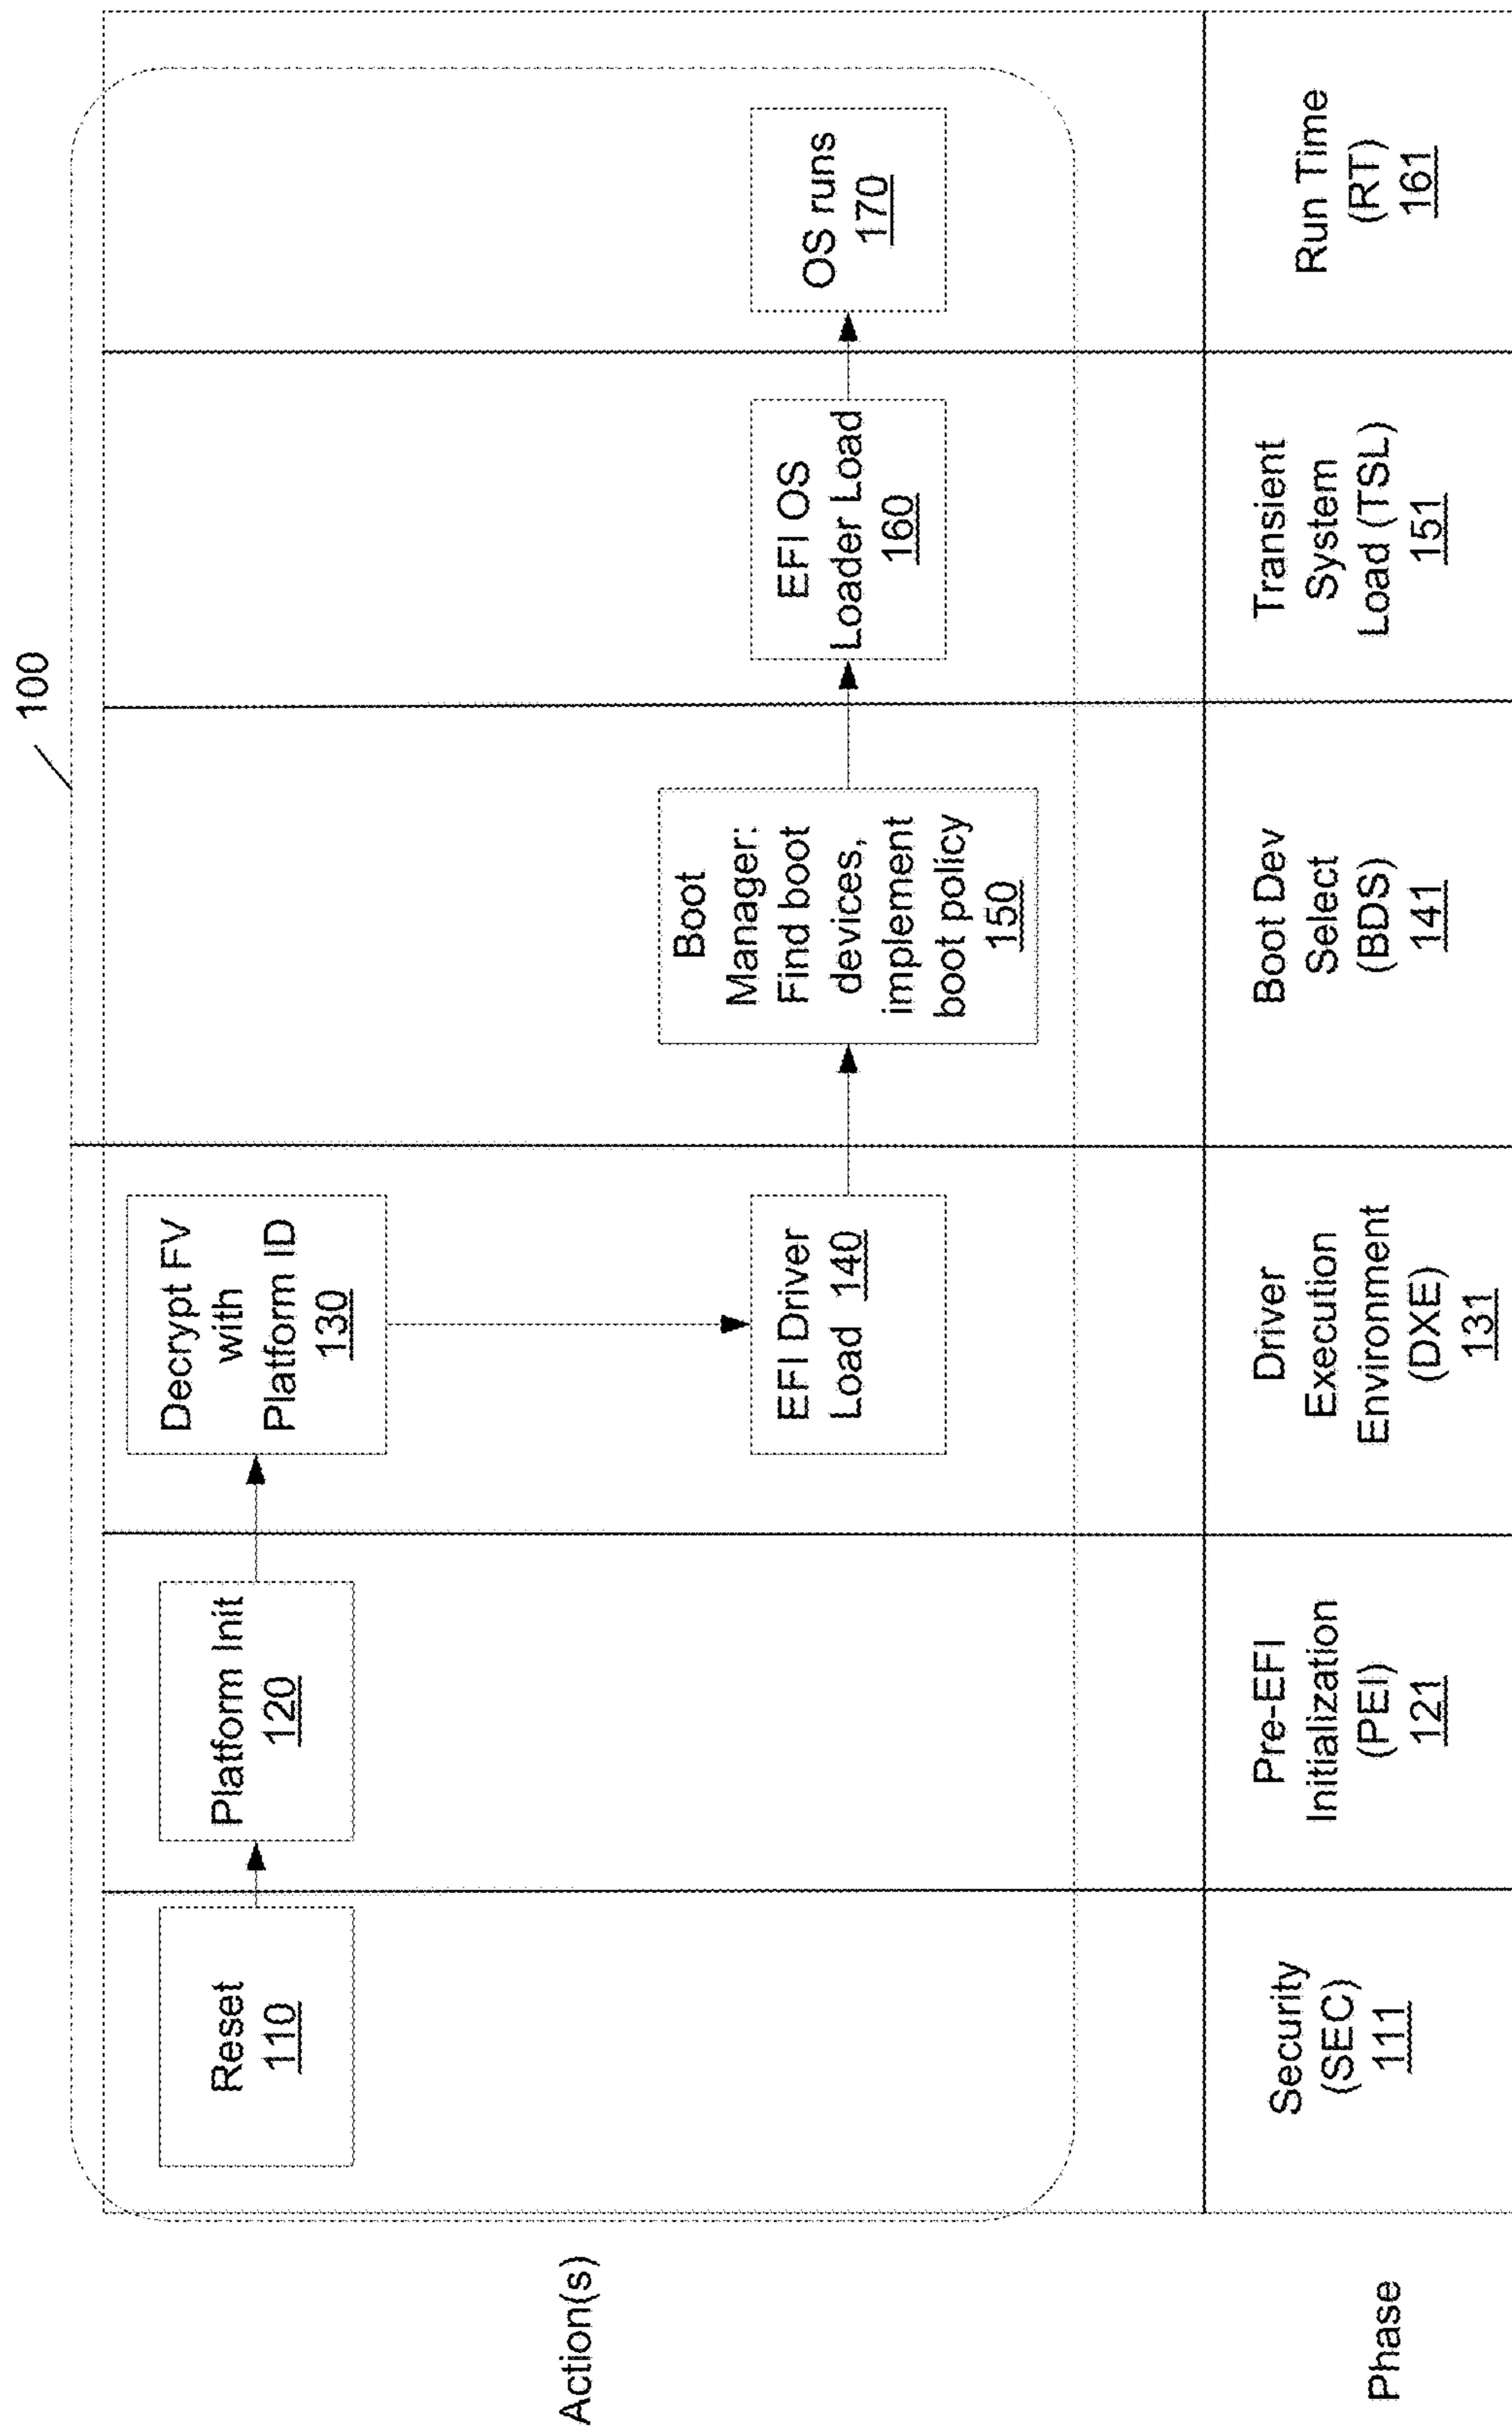 100
Action(s)
Reset
110
Platform Init
120
Decrypt FV
with
Platform ID
130
EFI Driver
Load 140
Boot
Manager:
Find boot
devices,
implement
boot policy
150
EFI OS
Loader Load
160
OS runs
170
Phase
Security
(SEC)
111
Pre-EFI
Initialization
(PEI)
121
Driver
Execution
Environment
(DXE)
131
Boot Dev
Select
(BDS)
141
Transient
System
Load (TSL)
151
Run Time
(RT)
161